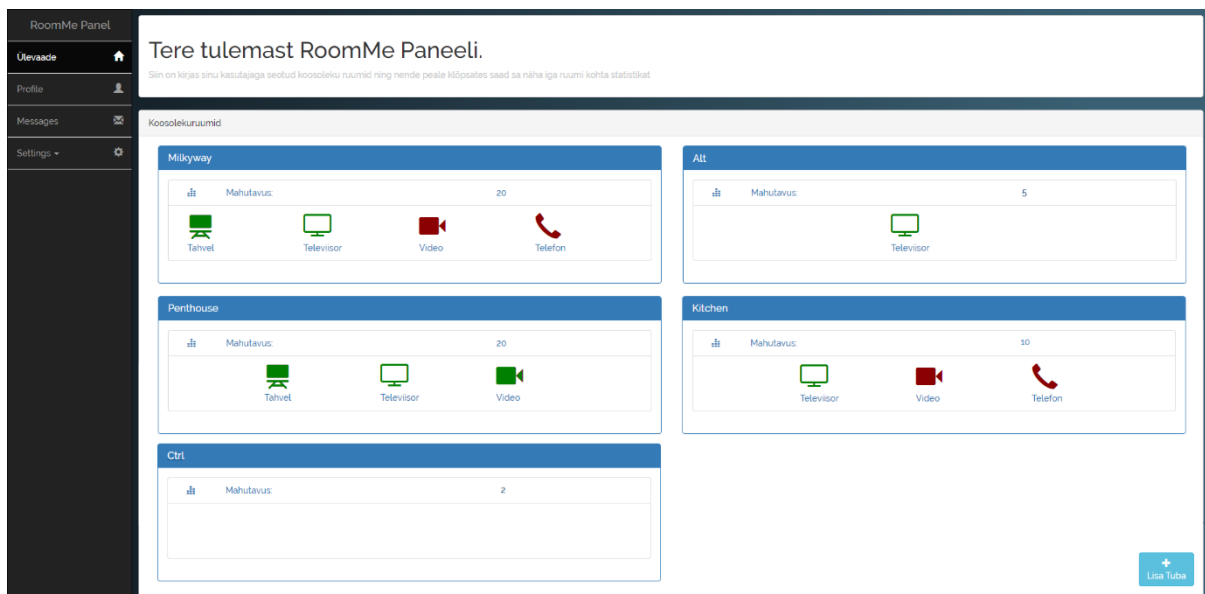 RoomMe Panel
Ülevaade
Profile
Messages
Settings
Tere tulemast RoomMe Paneeli.
Siin on kirjas sinu kasutajaga seotud koosoleku ruumid ning nende peale klõpsates saad sa näha iga ruumi kohta statistikat
Koosolekuruumid
Milkyway
Mahutavus: 20
Tahvel Televiisor Video Telefon
Alt
Mahutavus: 5
Televiisor
Penthouse
Mahutavus: 20
Tahvel Televiisor Video
Kitchen
Mahutavus: 10
Televiisor Video Telefon
Ctrl
Mahutavus: 2
Lisa Tuba